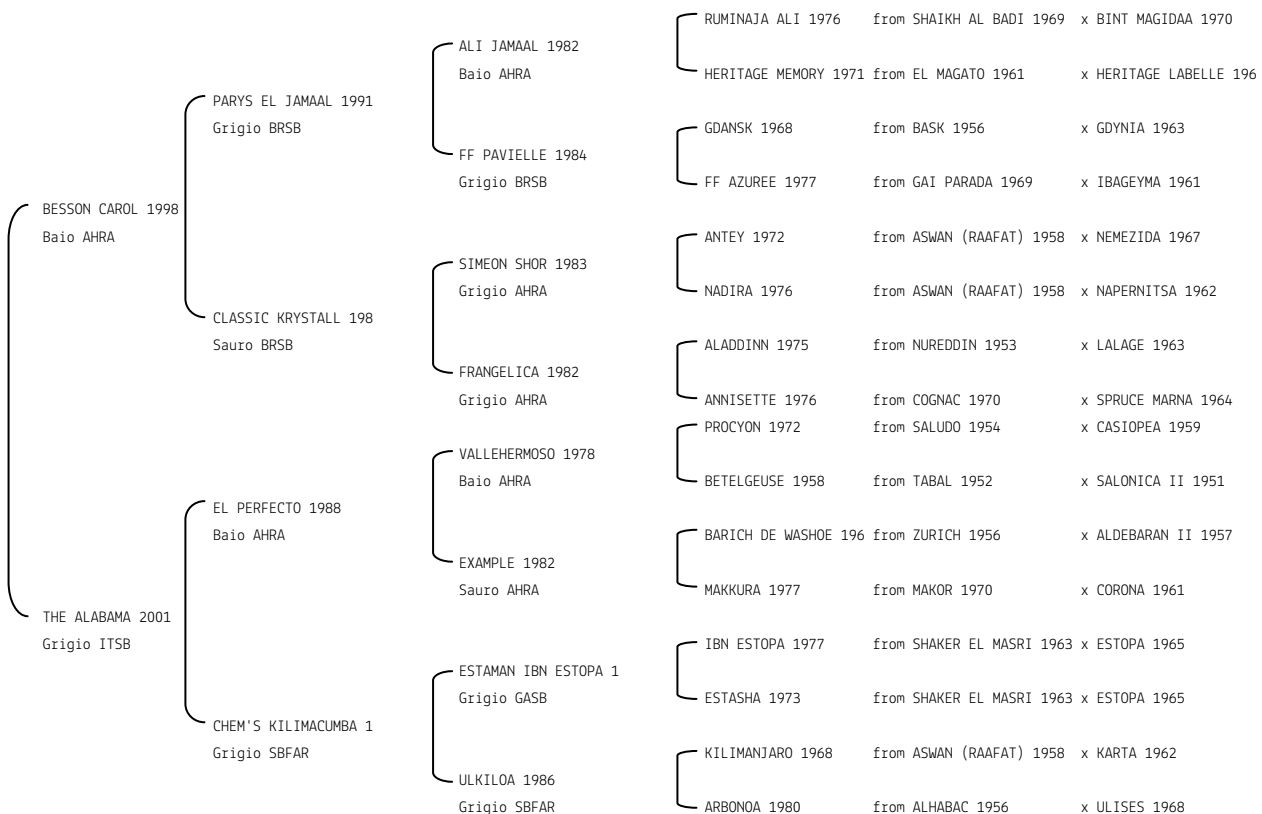 RUMINAJA ALI 1976 from SHAIKH AL BADI 1969 x BINT MAGIDAA 1970
ALI JAMAAL 1982
Baio AHRA
HERITAGE MEMORY 1971 from EL MAGATO 1961 x HERITAGE LABELLE 196
PARYS EL JAMAAL 1991
Grigio BRSB
GDANSK 1968 from BASK 1956 x GDYNIA 1963
FF PAVIELLE 1984
Grigio BRSB
FF AZUREE 1977 from GAI PARADA 1969 x IBAGEYMA 1961
BESSON CAROL 1998
Baio AHRA
ANTEY 1972 from ASWAN (RAAFAT) 1958 x NEMEZIDA 1967
SIMEON SHOR 1983
Grigio AHRA
NADIRA 1976 from ASWAN (RAAFAT) 1958 x NAPERNITSA 1962
CLASSIC KRYSTALL 198
Sauro BRSB
ALADDINN 1975 from NUREDDIN 1953 x LALAGE 1963
FRANGELICA 1982
Grigio AHRA
ANNISETTE 1976 from COGNAC 1970 x SPRUCE MARNA 1964
PROCYON 1972 from SALUDO 1954 x CASIOPEA 1959
VALLEHERMOSO 1978
Baio AHRA
BETELGEUSE 1958 from TABAL 1952 x SALONICA II 1951
EL PERFECTO 1988
Baio AHRA
BARICH DE WASHOE 196 from ZURICH 1956 x ALDEBARAN II 1957
EXAMPLE 1982
Sauro AHRA
MAKKURA 1977 from MAKOR 1970 x CORONA 1961
THE ALABAMA 2001
Grigio ITSB
IBN ESTOPA 1977 from SHAKER EL MASRI 1963 x ESTOPA 1965
ESTAMAN IBN ESTOPA 1
Grigio GASB
ESTASHA 1973 from SHAKER EL MASRI 1963 x ESTOPA 1965
CHEM'S KILIMACUMBA 1
Grigio SBFAR
KILIMANJARO 1968 from ASWAN (RAAFAT) 1958 x KARTA 1962
ULKILOA 1986
Grigio SBFAR
ARBONOA 1980 from ALHABAC 1956 x ULISES 1968